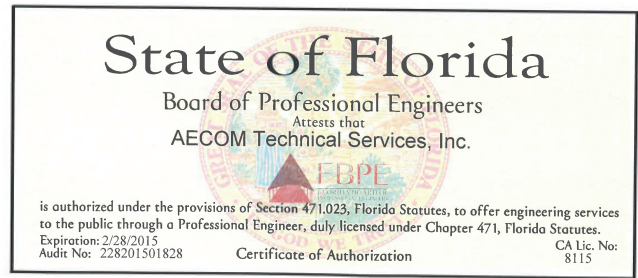 State of Florida
Board of Professional Engineers
Attests that
AECOM Technical Services, Inc.
FBPE
is authorized under the provisions of Section 471.023, Florida Statutes, to offer engineering services
to the public through a Professional Engineer, duly licensed under Chapter 471, Florida Statutes.
Expiration: 2/28/2015
Audit No: 228201501828
Certificate of Authorization
CA Lic. No:
8115